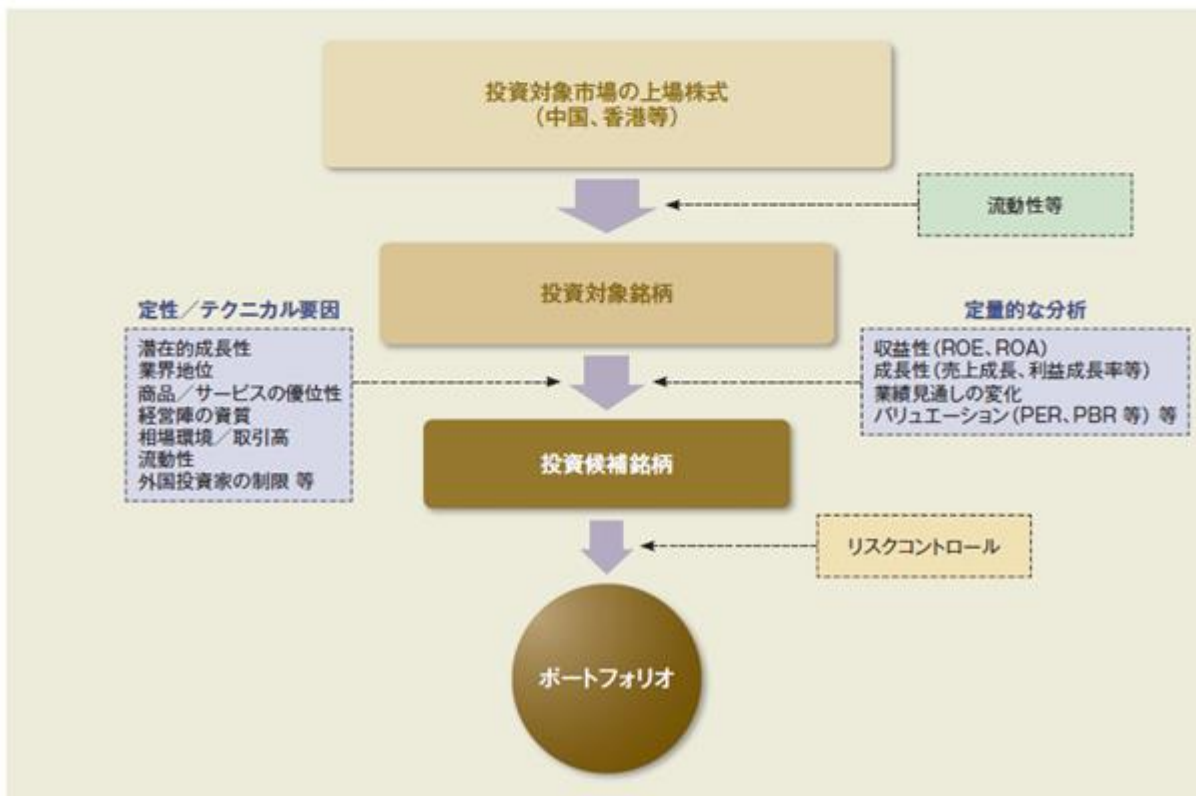 投資対象市場の上場株式
(中国、香港等)
流動性等
投資対象銘柄
定性／テクニカル要因
潜在的成長性
業界地位
商品／サービスの優位性
経営陣の資質
相場環境／取引高
流動性
外国投資家の制限 等
定量的な分析
収益性(ROE、ROA)
成長性(売上成長、利益成長率等)
業績見通しの変化
バリュエーション(PER、PBR 等) 等
投資候補銘柄
リスクコントロール
ポートフォリオ